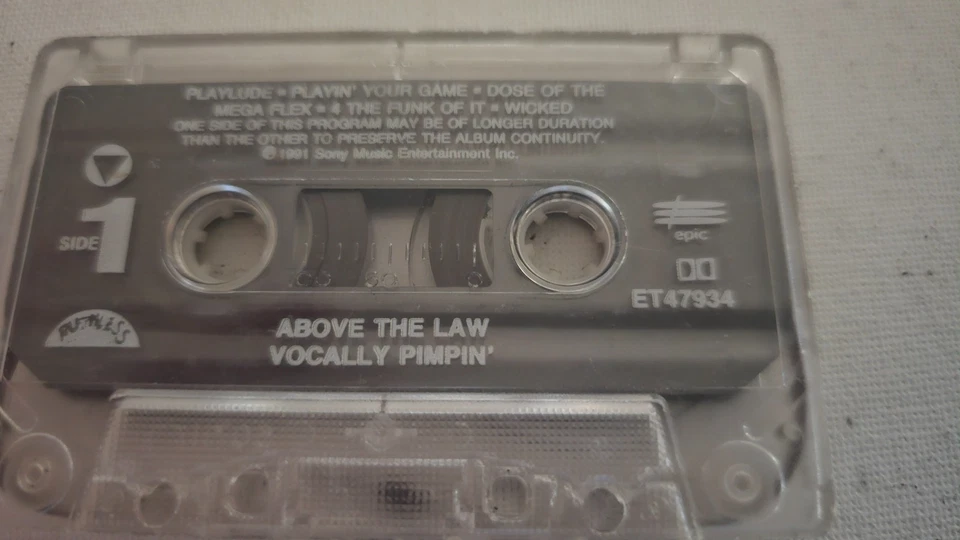 PLAYLUDE • PLAYIN' YOUR GAME • DOSE OF THE
MEGA FLEX • 4 THE FUNK OF IT • WICKED
ONE SIDE OF THIS PROGRAM MAY BE OF LONGER DURATION
THAN THE OTHER TO PRESERVE THE ALBUM CONTINUITY.
℗ 1991 Sony Music Entertainment Inc.
SIDE 1
epic
ET47934
RUTHLESS
ABOVE THE LAW
VOCALLY PIMPIN'